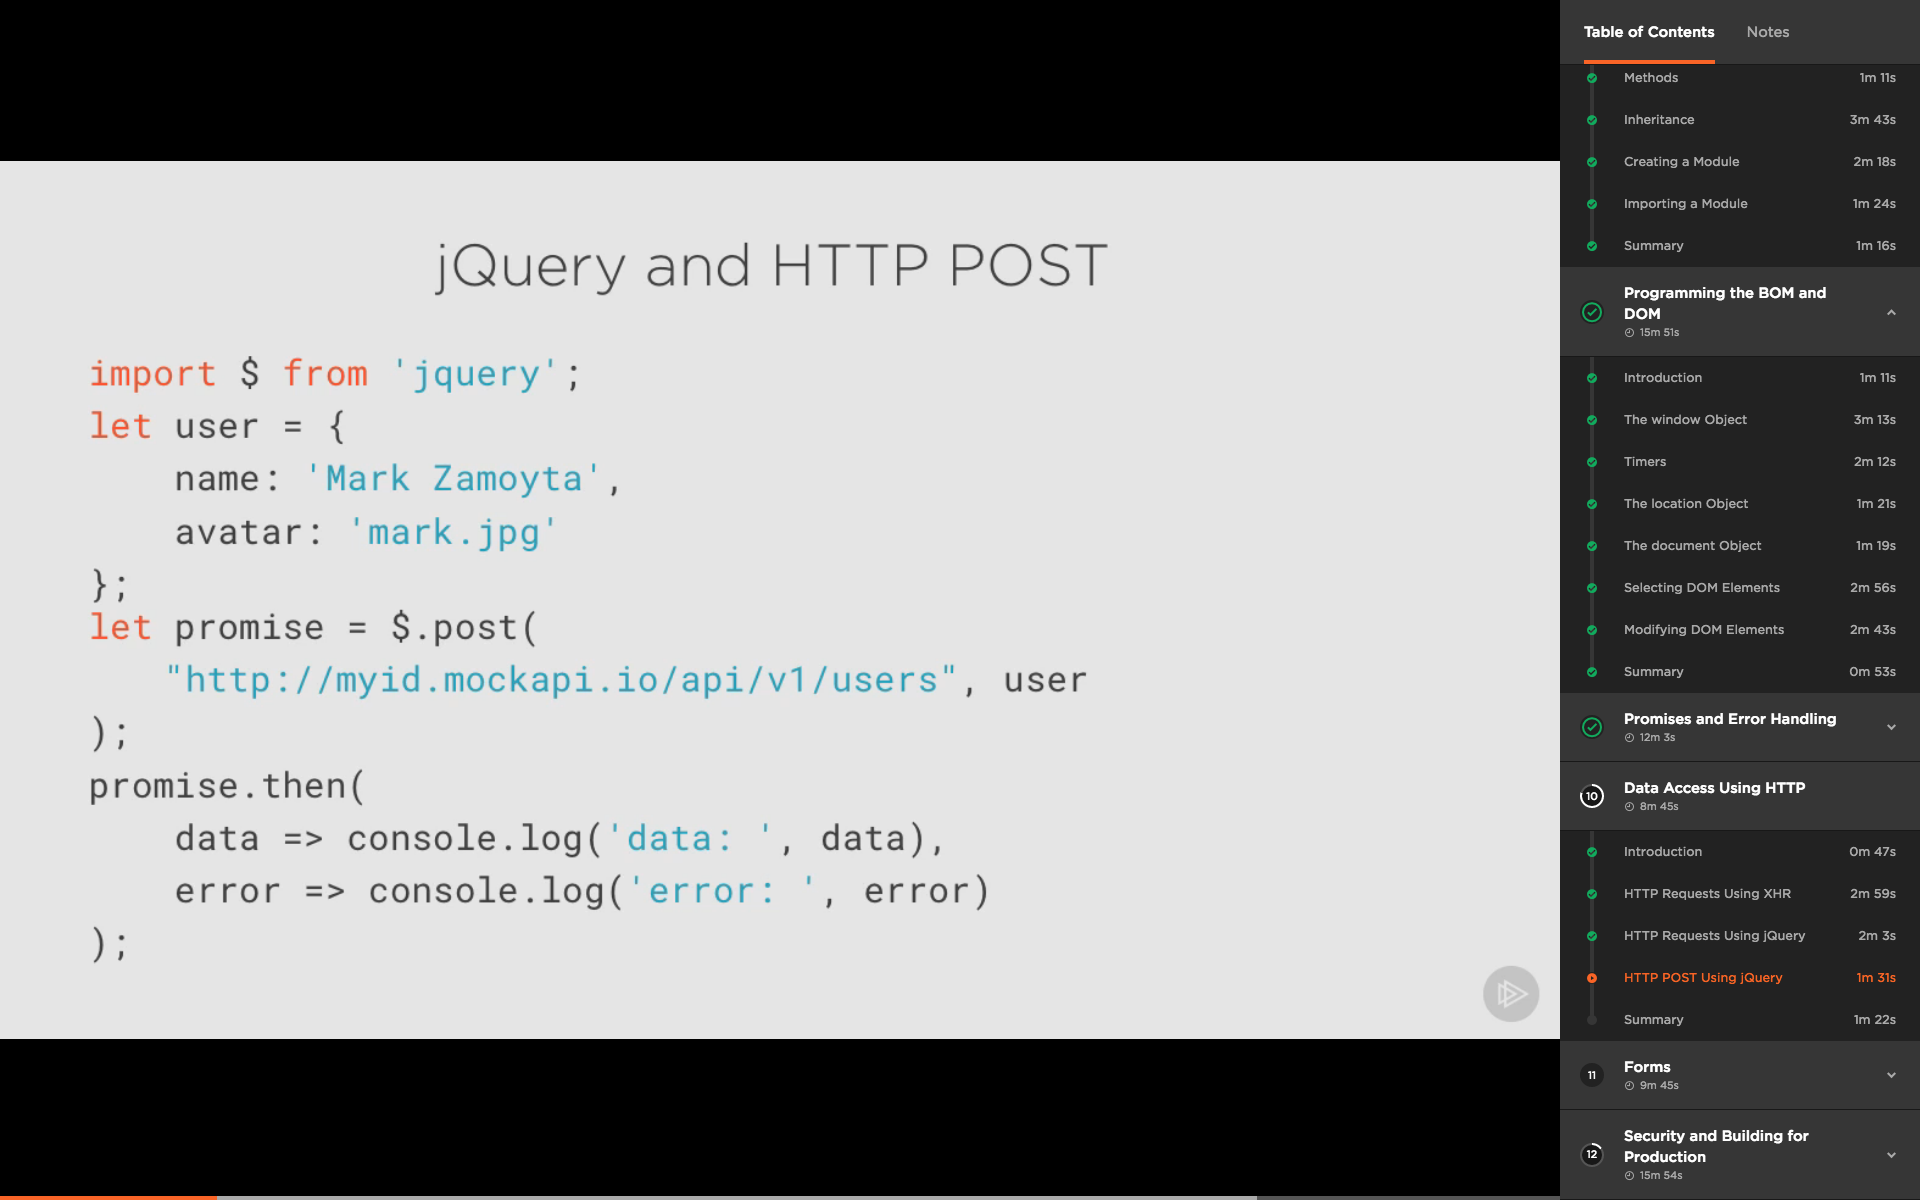 jQuery and HTTP POST
import $ from 'jquery';
let user = {
name: 'Mark Zamoyta',
avatar: 'mark.jpg'
};
let promise = $.post(
"http://myid.mockapi.io/api/v1/users", user
);
promise.then(
data => console.log('data: ', data),
error => console.log('error: ', error)
);
Table of Contents Notes
Methods 1m 11s
Inheritance 3m 43s
Creating a Module 2m 18s
Importing a Module 1m 24s
Summary 1m 16s
Programming the BOM and
DOM
15m 51s
Introduction 1m 11s
The window Object 3m 13s
Timers 2m 12s
The location Object 1m 21s
The document Object 1m 19s
Selecting DOM Elements 2m 56s
Modifying DOM Elements 2m 43s
Summary 0m 53s
Promises and Error Handling
12m 3s
10 Data Access Using HTTP
8m 45s
Introduction 0m 47s
HTTP Requests Using XHR 2m 59s
HTTP Requests Using jQuery 2m 3s
HTTP POST Using jQuery 1m 31s
Summary 1m 22s
11 Forms
9m 45s
12 Security and Building for
Production
15m 54s